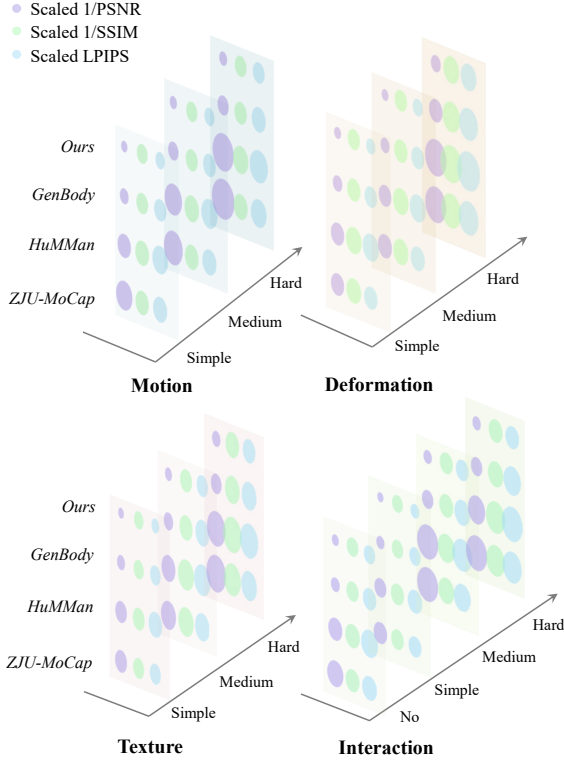 Scaled 1/PSNR
Scaled 1/SSIM
Scaled LPIPS
Ours
GenBody
HuMMan
ZJU-MoCap
Hard
Medium
Simple
Motion
Hard
Medium
Simple
Deformation
Ours
GenBody
HuMMan
ZJU-MoCap
Hard
Medium
Simple
Texture
Hard
Medium
Simple
No
Interaction